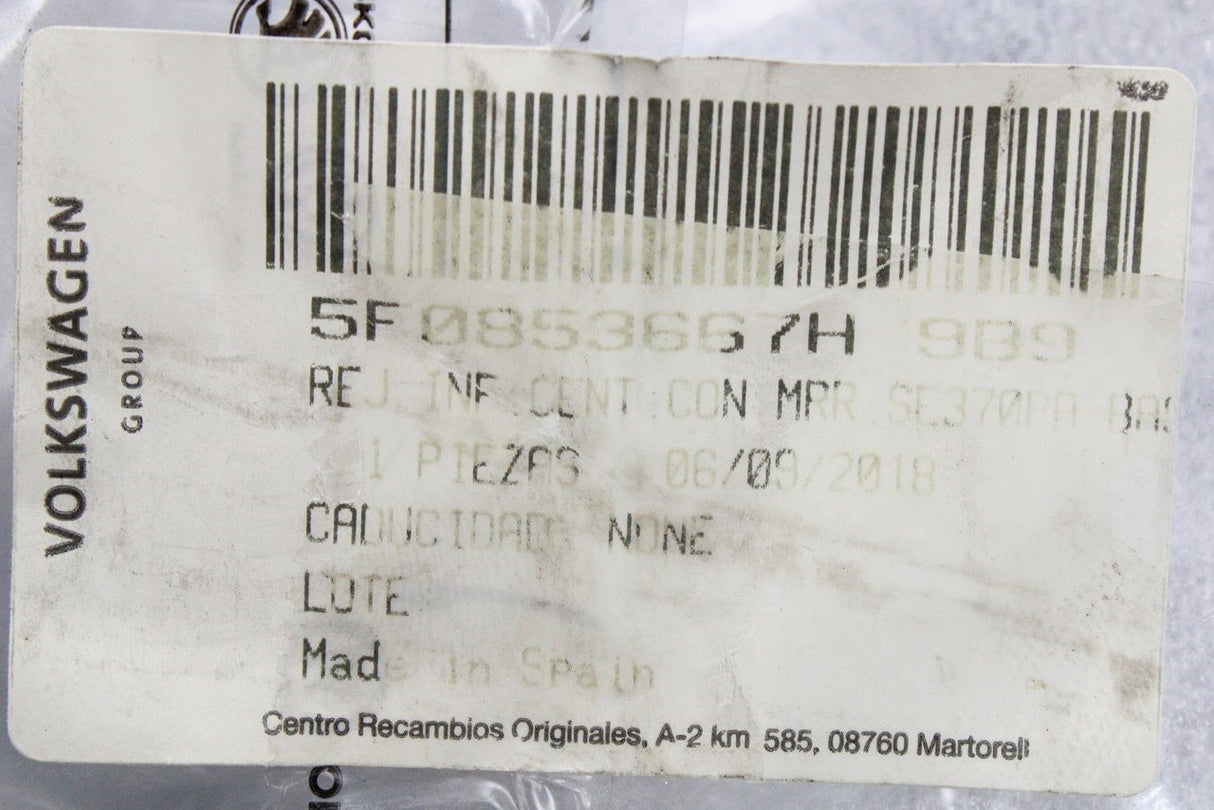 VOLKSWAGEN
GROUP
5F0853667H 9B9
REJ INF CENT CON MRR SE370PA BAS
1 PIEZAS 06/09/2018
CADUCIDAD NONE
LOTE
Made in Spain
Centro Recambios Originales, A-2 km 585, 08760 Martorell